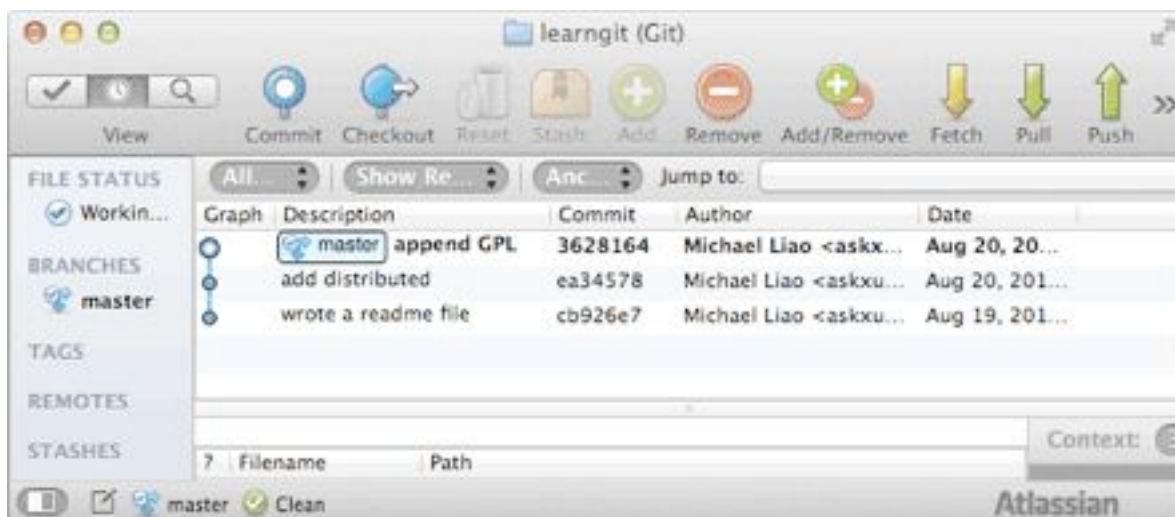 learngit (Git)
View Commit Checkout Reset Stash Add Remove Add/Remove Fetch Pull Push
FILE STATUS
Workin...
BRANCHES
master
TAGS
REMOTES
STASHES
All... Show Re... Anc... Jump to:
Graph Description Commit Author Date
master append GPL 3628164 Michael Liao <askx... Aug 20, 20...
add distributed ea34578 Michael Liao <askxu... Aug 20, 201...
wrote a readme file cb926e7 Michael Liao <askxu... Aug 19, 201...
Context:
? Filename Path
master Clean Atlassian